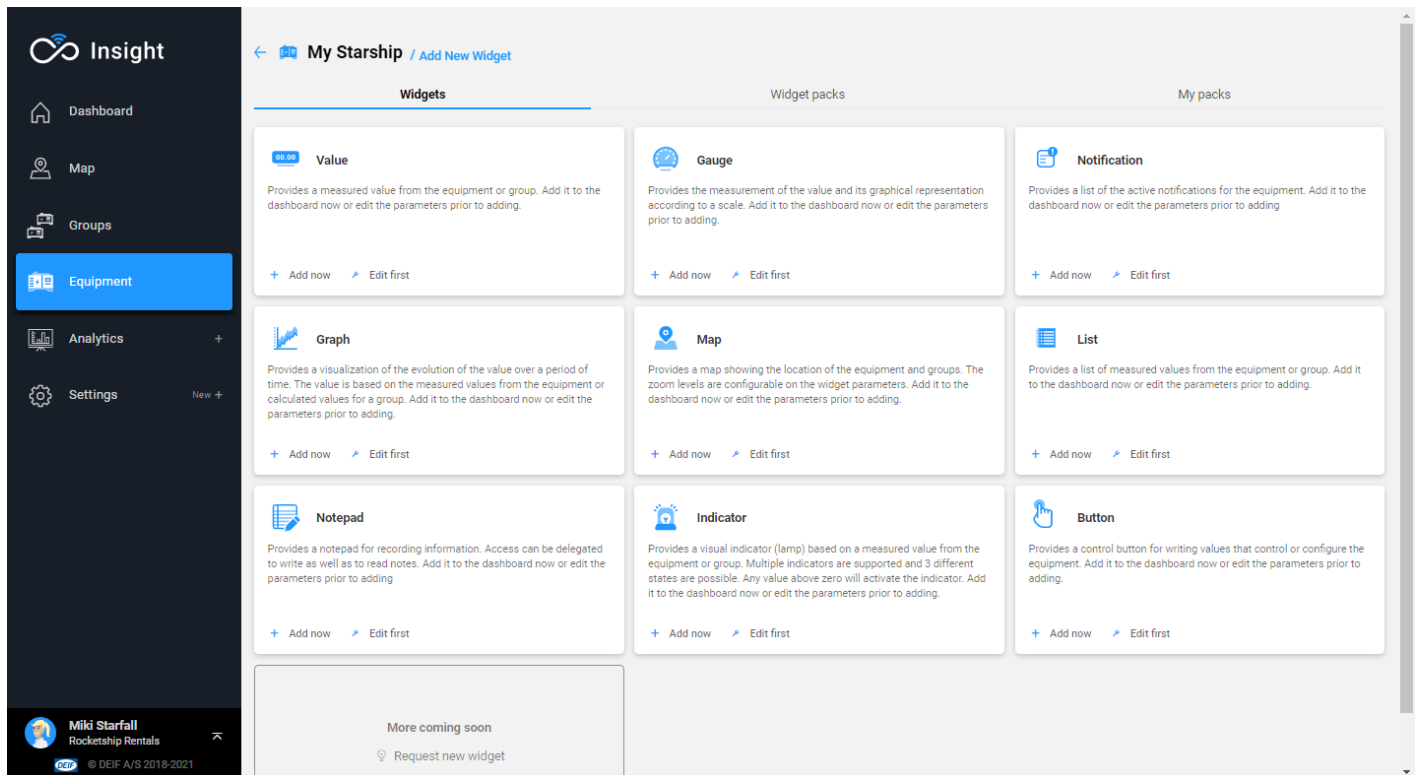 Insight
Dashboard
Map
Groups
Equipment
Analytics +
Settings New +
Miki Starfall
Rocketship Rentals
DEIF © DEIF A/S 2018-2021
My Starship / Add New Widget
Widgets Widget packs My packs
00.00 Value
Provides a measured value from the equipment or group. Add it to the
dashboard now or edit the parameters prior to adding.
+ Add now Edit first
Gauge
Provides the measurement of the value and its graphical representation
according to a scale. Add it to the dashboard now or edit the parameters
prior to adding.
+ Add now Edit first
Notification
Provides a list of the active notifications for the equipment. Add it to the
dashboard now or edit the parameters prior to adding
+ Add now Edit first
Graph
Provides a visualization of the evolution of the value over a period of
time. The value is based on the measured values from the equipment or
calculated values for a group. Add it to the dashboard now or edit the
parameters prior to adding.
+ Add now Edit first
Map
Provides a map showing the location of the equipment and groups. The
zoom levels are configurable on the widget parameters. Add it to the
dashboard now or edit the parameters prior to adding.
+ Add now Edit first
List
Provides a list of measured values from the equipment or group. Add it
to the dashboard now or edit the parameters prior to adding.
+ Add now Edit first
Notepad
Provides a notepad for recording information. Access can be delegated
to write as well as to read notes. Add it to the dashboard now or edit the
parameters prior to adding
+ Add now Edit first
Indicator
Provides a visual indicator (lamp) based on a measured value from the
equipment or group. Multiple indicators are supported and 3 different
states are possible. Any value above zero will activate the indicator. Add
it to the dashboard now or edit the parameters prior to adding.
+ Add now Edit first
Button
Provides a control button for writing values that control or configure the
equipment. Add it to the dashboard now or edit the parameters prior to
adding.
+ Add now Edit first
More coming soon
Request new widget